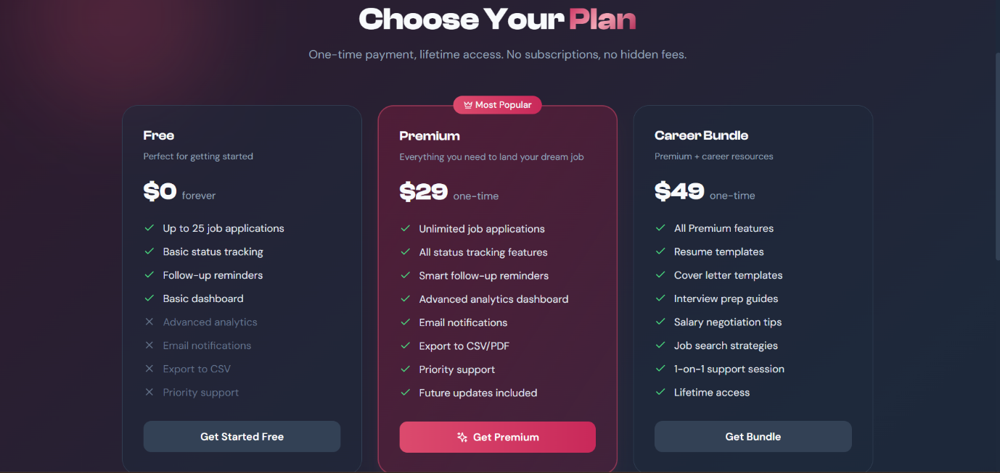 Choose Your Plan
One-time payment, lifetime access. No subscriptions, no hidden fees.
Free
Perfect for getting started
$0 forever
Up to 25 job applications
Basic status tracking
Follow-up reminders
Basic dashboard
Advanced analytics
Email notifications
Export to CSV
Priority support
Get Started Free
Most Popular
Premium
Everything you need to land your dream job
$29 one-time
Unlimited job applications
All status tracking features
Smart follow-up reminders
Advanced analytics dashboard
Email notifications
Export to CSV/PDF
Priority support
Future updates included
Get Premium
Career Bundle
Premium + career resources
$49 one-time
All Premium features
Resume templates
Cover letter templates
Interview prep guides
Salary negotiation tips
Job search strategies
1-on-1 support session
Lifetime access
Get Bundle